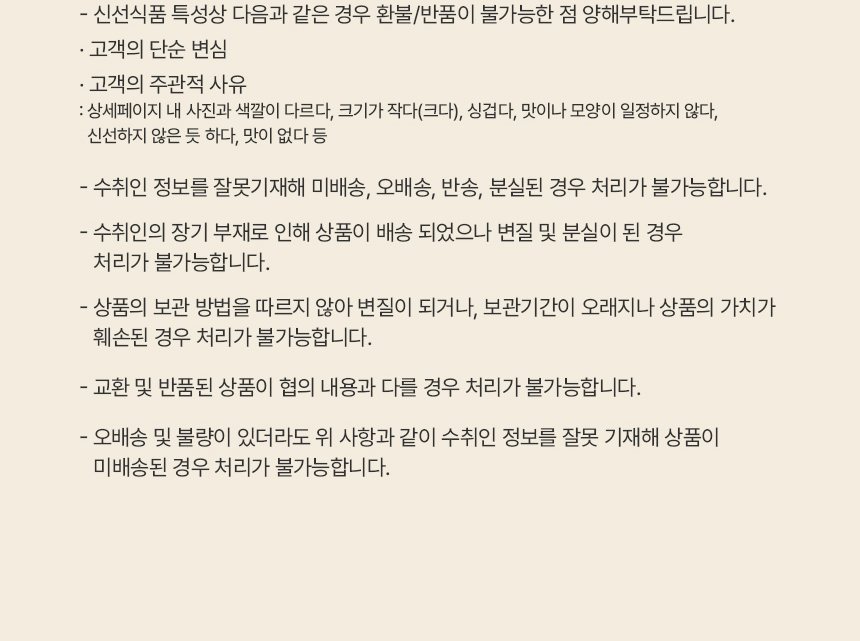 - 신선식품 특성상 다음과 같은 경우 환불/반품이 불가능한 점 양해부탁드립니다.
· 고객의 단순 변심
· 고객의 주관적 사유
: 상세페이지 내 사진과 색깔이 다르다, 크기가 작다(크다), 싱겁다, 맛이나 모양이 일정하지 않다,
신선하지 않은 듯 하다, 맛이 없다 등
- 수취인 정보를 잘못기재해 미배송, 오배송, 반송, 분실된 경우 처리가 불가능합니다.
- 수취인의 장기 부재로 인해 상품이 배송 되었으나 변질 및 분실이 된 경우
처리가 불가능합니다.
- 상품의 보관 방법을 따르지 않아 변질이 되거나, 보관기간이 오래지나 상품의 가치가
훼손된 경우 처리가 불가능합니다.
- 교환 및 반품된 상품이 협의 내용과 다를 경우 처리가 불가능합니다.
- 오배송 및 불량이 있더라도 위 사항과 같이 수취인 정보를 잘못 기재해 상품이
미배송된 경우 처리가 불가능합니다.